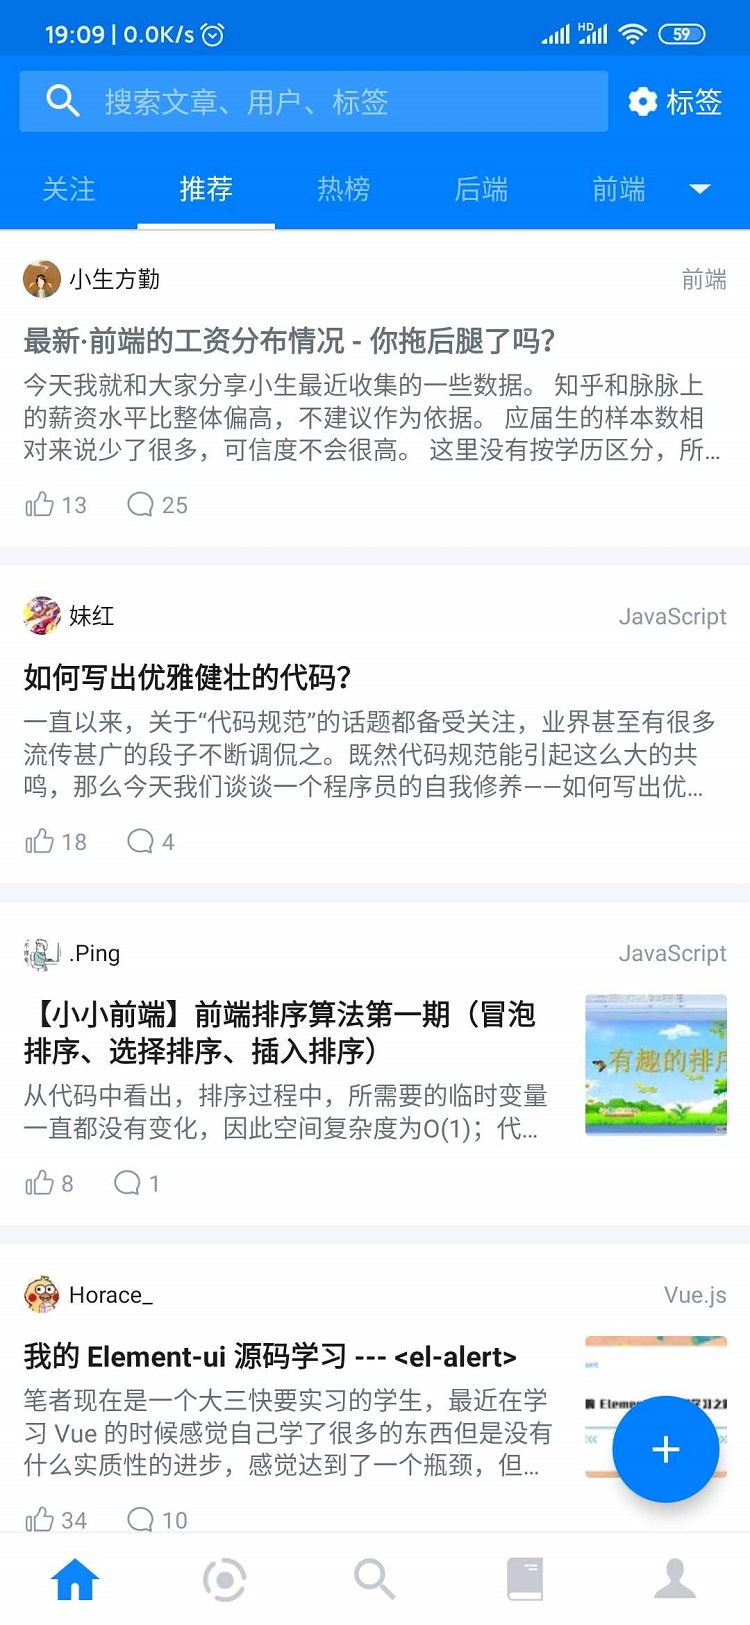 19:09 | 0.0K/s
HD
59
搜索文章、用户、标签
标签
关注 推荐 热榜 后端 前端
小生方勤 前端
最新·前端的工资分布情况 - 你拖后腿了吗？
今天我就和大家分享小生最近收集的一些数据。 知乎和脉脉上
的薪资水平比整体偏高，不建议作为依据。 应届生的样本数相
对来说少了很多，可信度不会很高。 这里没有按学历区分，所...
13 25
妹红 JavaScript
如何写出优雅健壮的代码？
一直以来，关于“代码规范”的话题都备受关注，业界甚至有很多
流传甚广的段子不断调侃之。既然代码规范能引起这么大的共
鸣，那么今天我们谈谈一个程序员的自我修养——如何写出优...
18 4
.Ping JavaScript
【小小前端】前端排序算法第一期（冒泡
排序、选择排序、插入排序）
有趣的排序
从代码中看出，排序过程中，所需要的临时变量
一直都没有变化，因此空间复杂度为O(1)；代...
8 1
Horace_ Vue.js
我的 Element-ui 源码学习 --- <el-alert>
笔者现在是一个大三快要实习的学生，最近在学
习 Vue 的时候感觉自己学了很多的东西但是没有
什么实质性的进步，感觉达到了一个瓶颈，但...
34 10